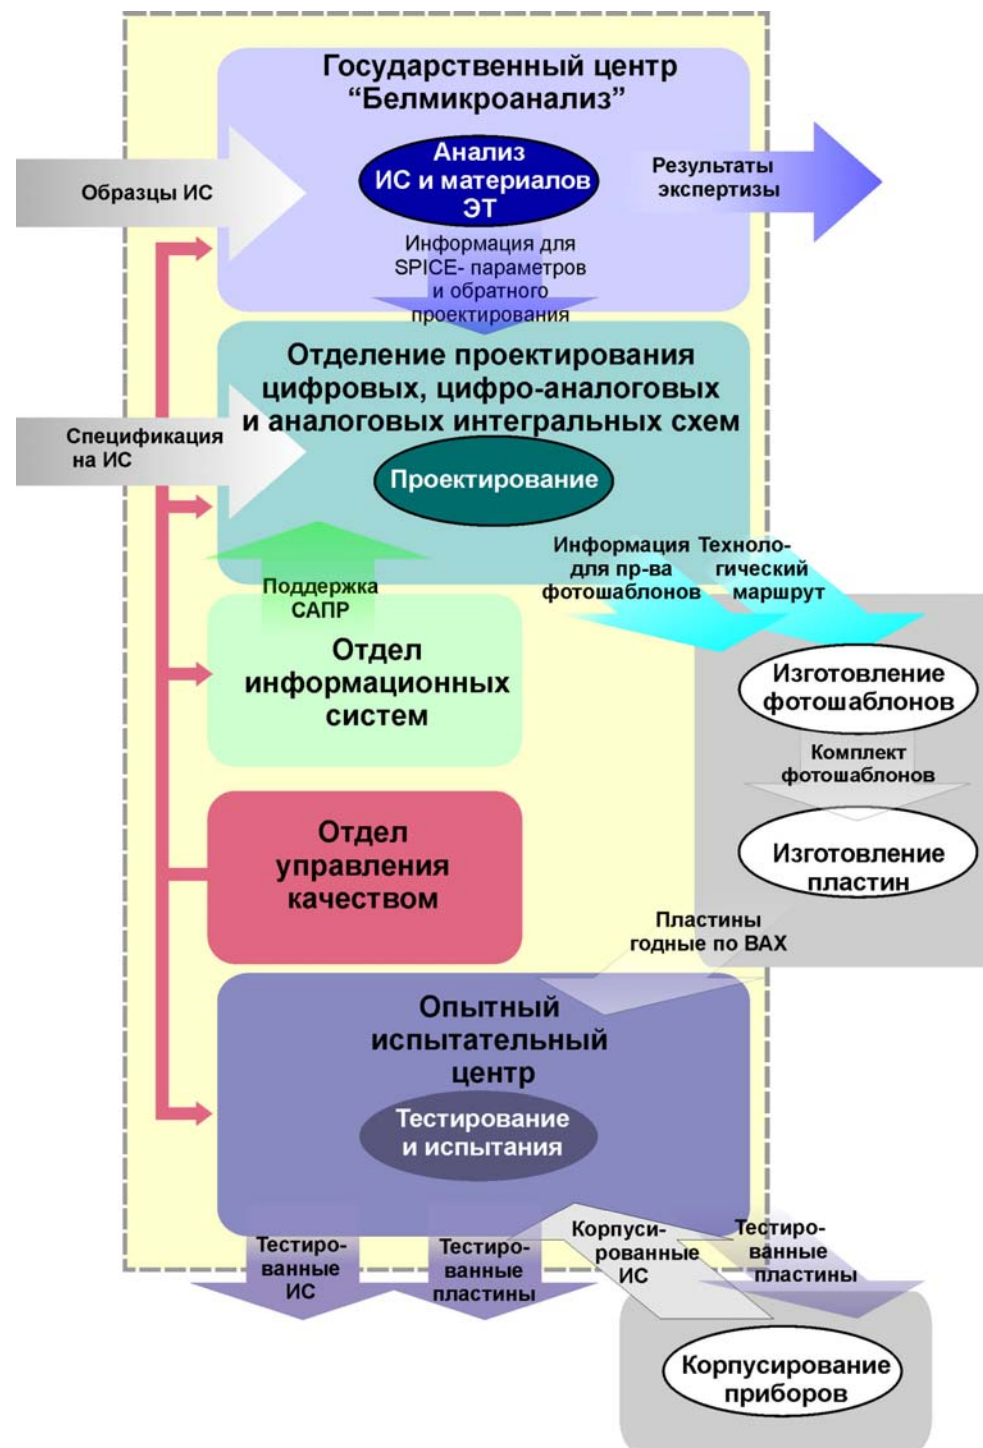 Государственный центр
“Белмикроанализ”
Анализ
ИС и материалов
ЭТ
Результаты
экспертизы
Образцы ИС
Информация для
SPICE- параметров
и обратного
проектирования
Отделение проектирования
цифровых, цифро-аналоговых
и аналоговых интегральных схем
Спецификация
на ИС
Проектирование
Информация
для пр-ва
фотошаблонов
Техноло-
гический
маршрут
Поддержка
САПР
Отдел
информационных
систем
Изготовление
фотошаблонов
Комплект
фотошаблонов
Изготовление
пластин
Отдел
управления
качеством
Пластины
годные по ВАХ
Опытный
испытательный
центр
Тестирование
и испытания
Тестиро-
ванные
ИС
Тестиро-
ванные
пластины
Корпуси-
рованные
ИС
Тестиро-
ванные
пластины
Корпусирование
приборов